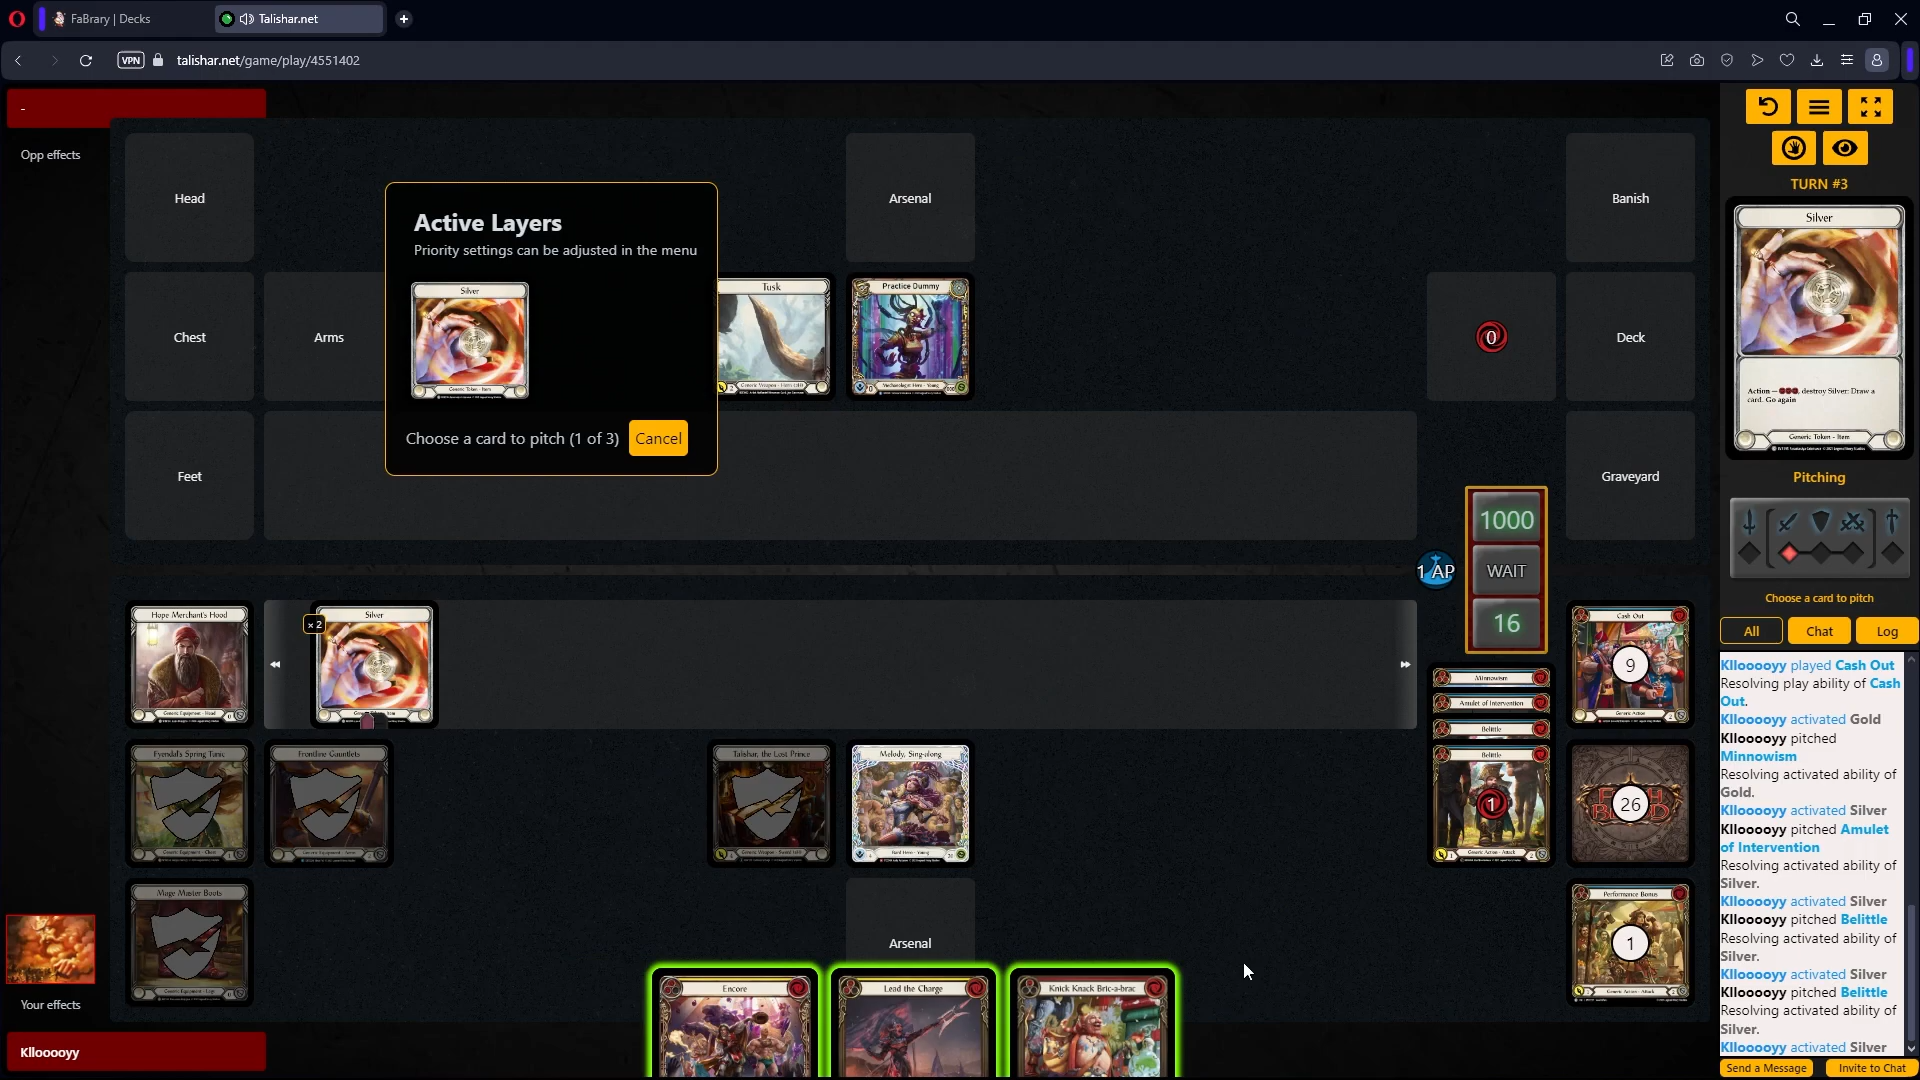 FaBrary | Decks
Talishar.net
VPN
talishar.net/game/play/4551402
-
Opp effects
Head
Arsenal
Banish
Active Layers
Priority settings can be adjusted in the menu
Silver
Generic Token - Item
Choose a card to pitch (1 of 3)
Cancel
Chest
Arms
Tusk
Practice Dummy
0
Deck
Feet
Graveyard
1 AP
1000
WAIT
16
Hope Merchant's Hood
x 2
Silver
Minnowism
Amulet of Intervention
Belittle
Belittle
1
Cash Out
9
Fyendal's Spring Tunic
Frontline Gauntlets
Talishar, the Lost Prince
Melody, Sing-along
26
Mage Master Boots
Arsenal
Performance Bonus
1
Your effects
Kllooooyy
Encore
Lead the Charge
Knick Knack Bric-a-brac
TURN #3
Silver
Action — , destroy Silver: Draw a
card. Go again
Generic Token - Item
Pitching
Choose a card to pitch
All
Chat
Log
Kllooooyy played Cash Out
Resolving play ability of Cash
Out.
Kllooooyy activated Gold
Kllooooyy pitched
Minnowism
Resolving activated ability of
Gold.
Kllooooyy activated Silver
Kllooooyy pitched Amulet
of Intervention
Resolving activated ability of
Silver.
Kllooooyy activated Silver
Kllooooyy pitched Belittle
Resolving activated ability of
Silver.
Kllooooyy activated Silver
Kllooooyy pitched Belittle
Resolving activated ability of
Silver.
Kllooooyy activated Silver
Send a Message
Invite to Chat